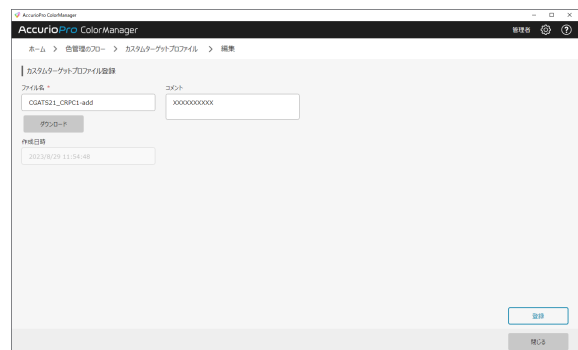 AccurioPro ColorManager
AccurioPro ColorManager 管理者
ホーム > 色管理のフロー > カスタムターゲットプロファイル > 編集
カスタムターゲットプロファイル登録
ファイル名 * コメント
CGATS21_CRPC1-add XXXXXXXXXX
ダウンロード
作成日時
2023/8/29 11:54:48
登録
閉じる